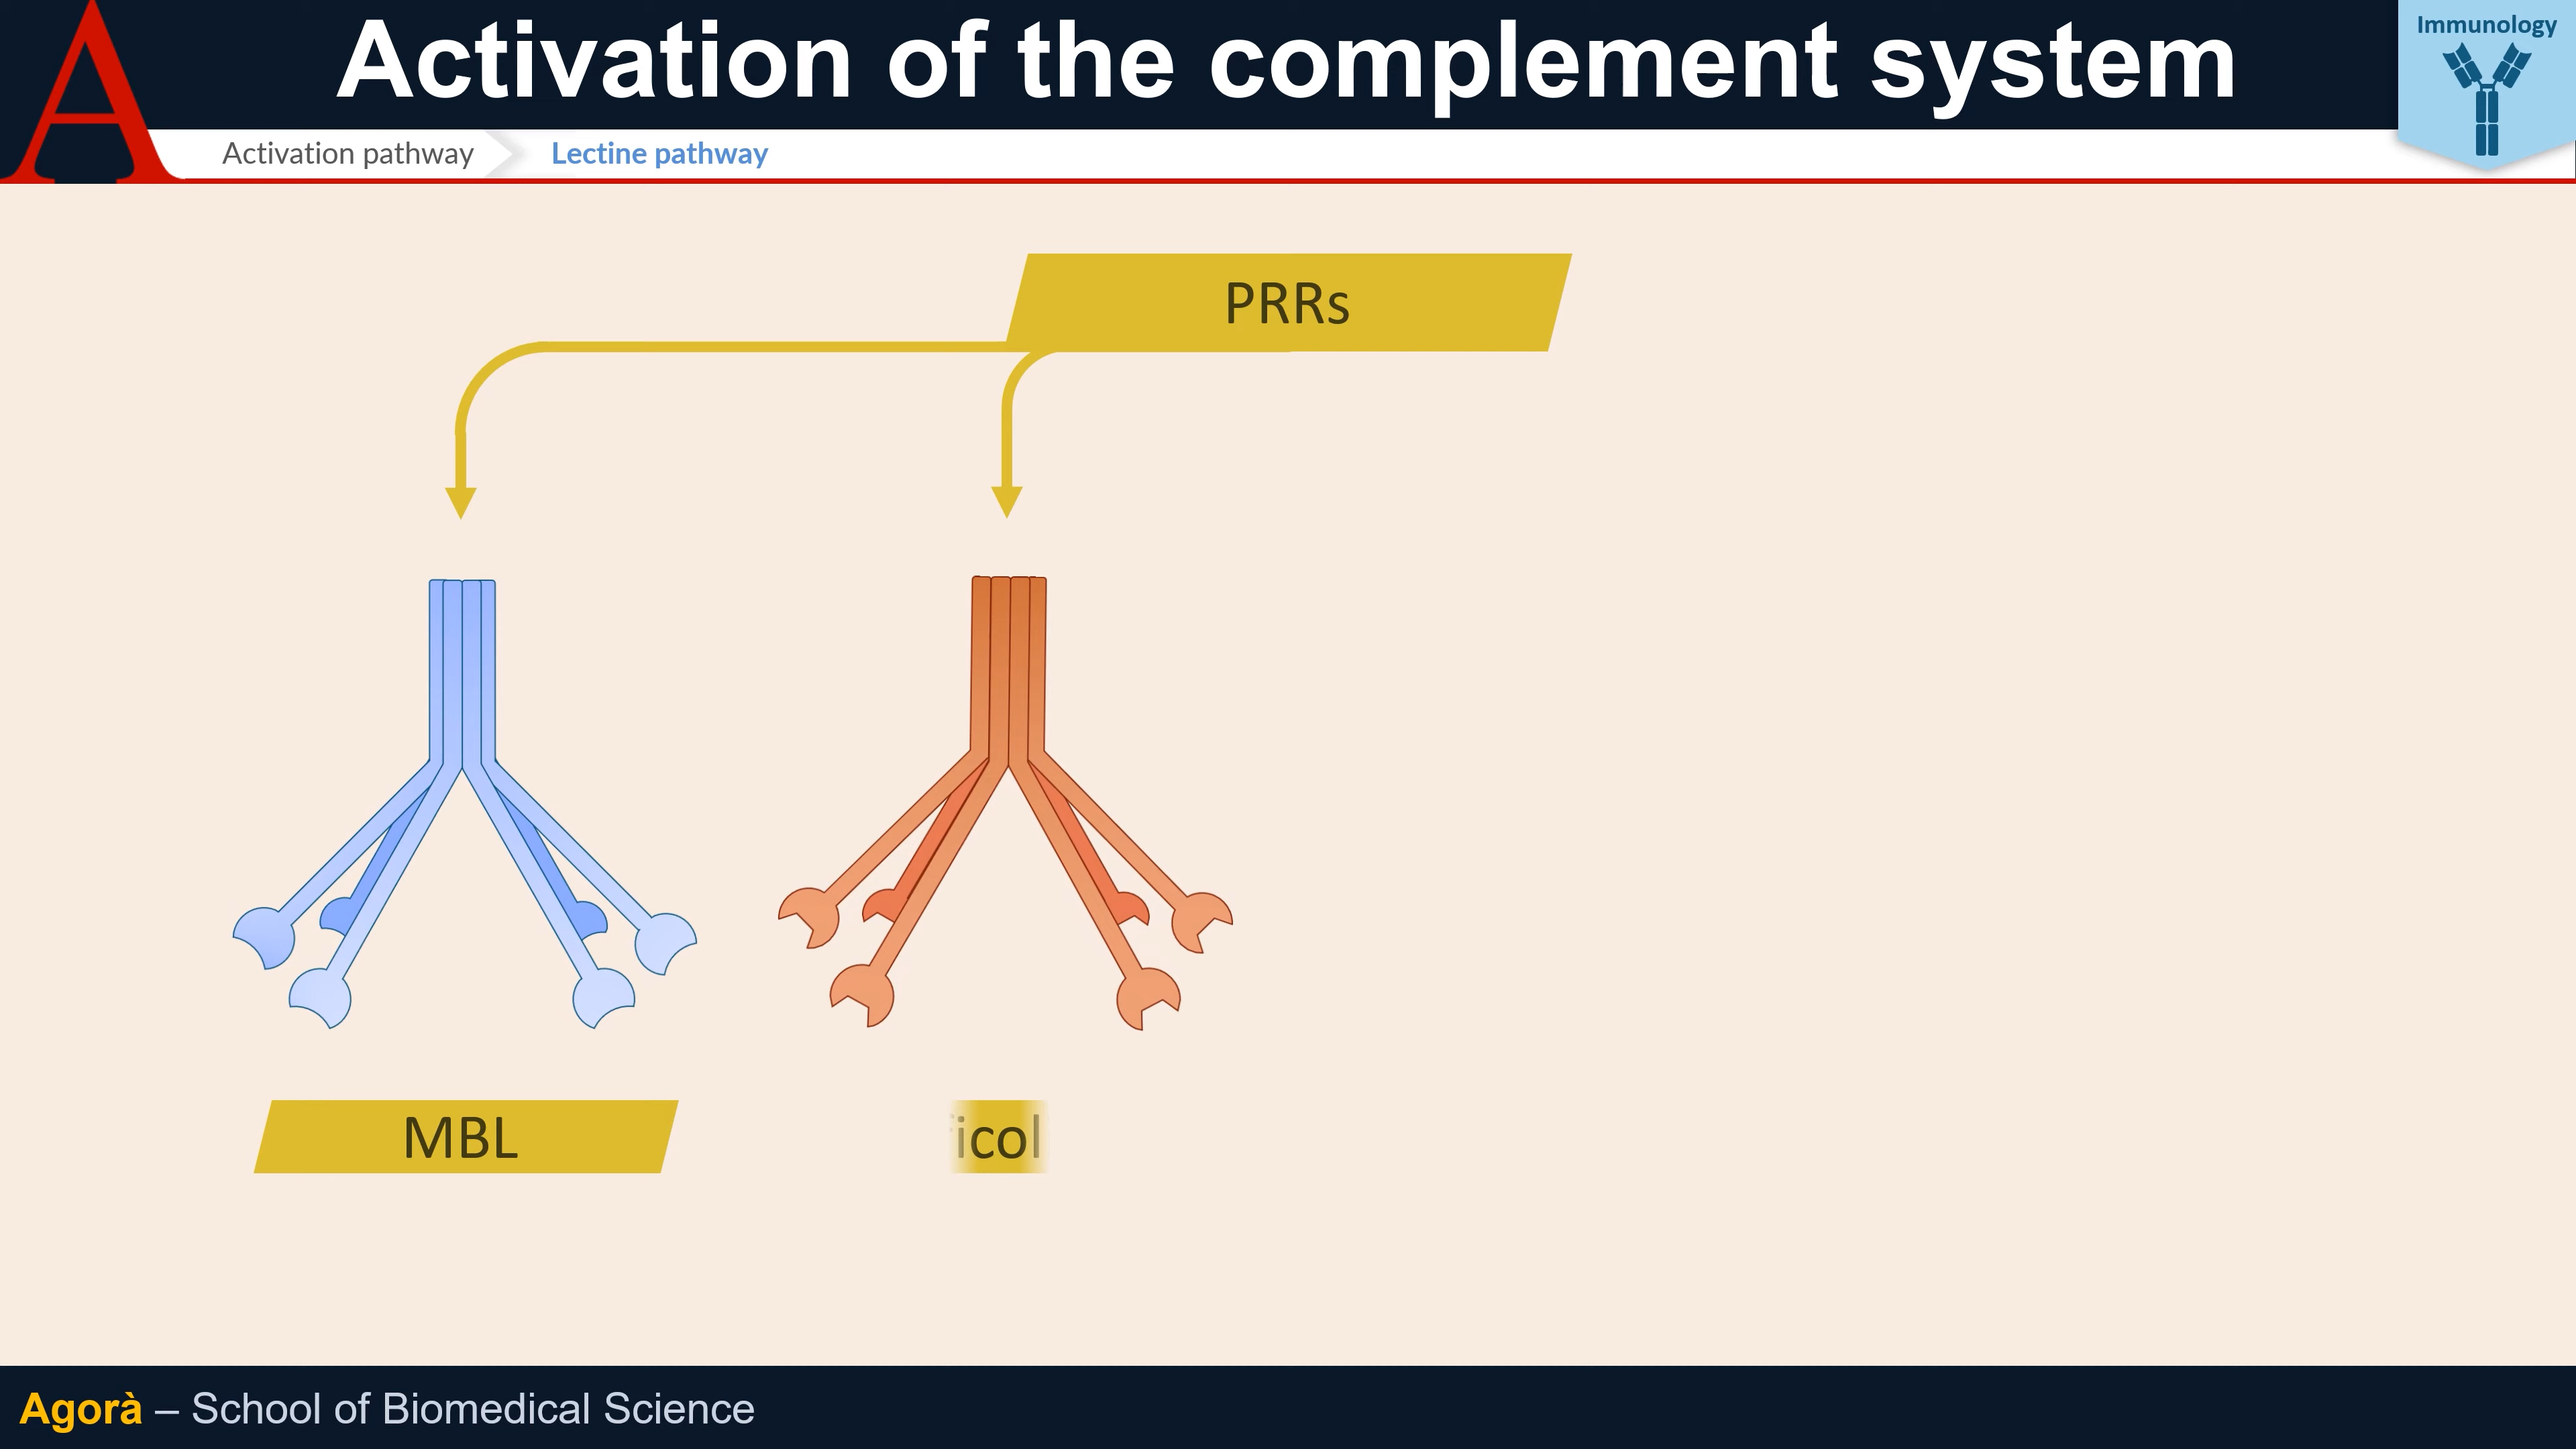 Activation of the complement system
Immunology
Activation pathway
Lectine pathway
PRRs
MBL
icol
Agorà – School of Biomedical Science